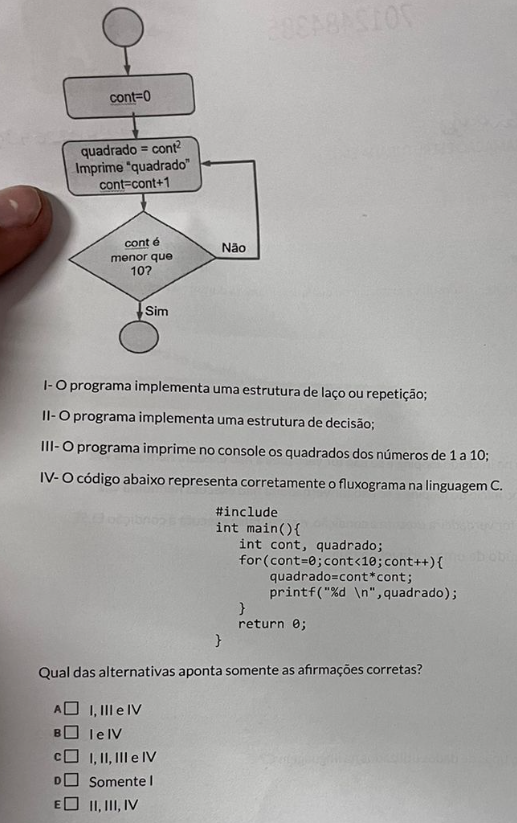 cont=0
quadrado = cont²
Imprime "quadrado"
cont=cont+1
cont é
menor que
10?
Não
Sim
I- O programa implementa uma estrutura de laço ou repetição;
II- O programa implementa uma estrutura de decisão;
III- O programa imprime no console os quadrados dos números de 1 a 10;
IV- O código abaixo representa corretamente o fluxograma na linguagem C.
#include
int main(){
int cont, quadrado;
for(cont=0;cont<10;cont++){
quadrado=cont*cont;
printf("%d \n",quadrado);
}
return 0;
}
Qual das alternativas aponta somente as afirmações corretas?
A □ I, III e IV
B □ I e IV
C □ I, II, III e IV
D □ Somente I
E □ II, III, IV